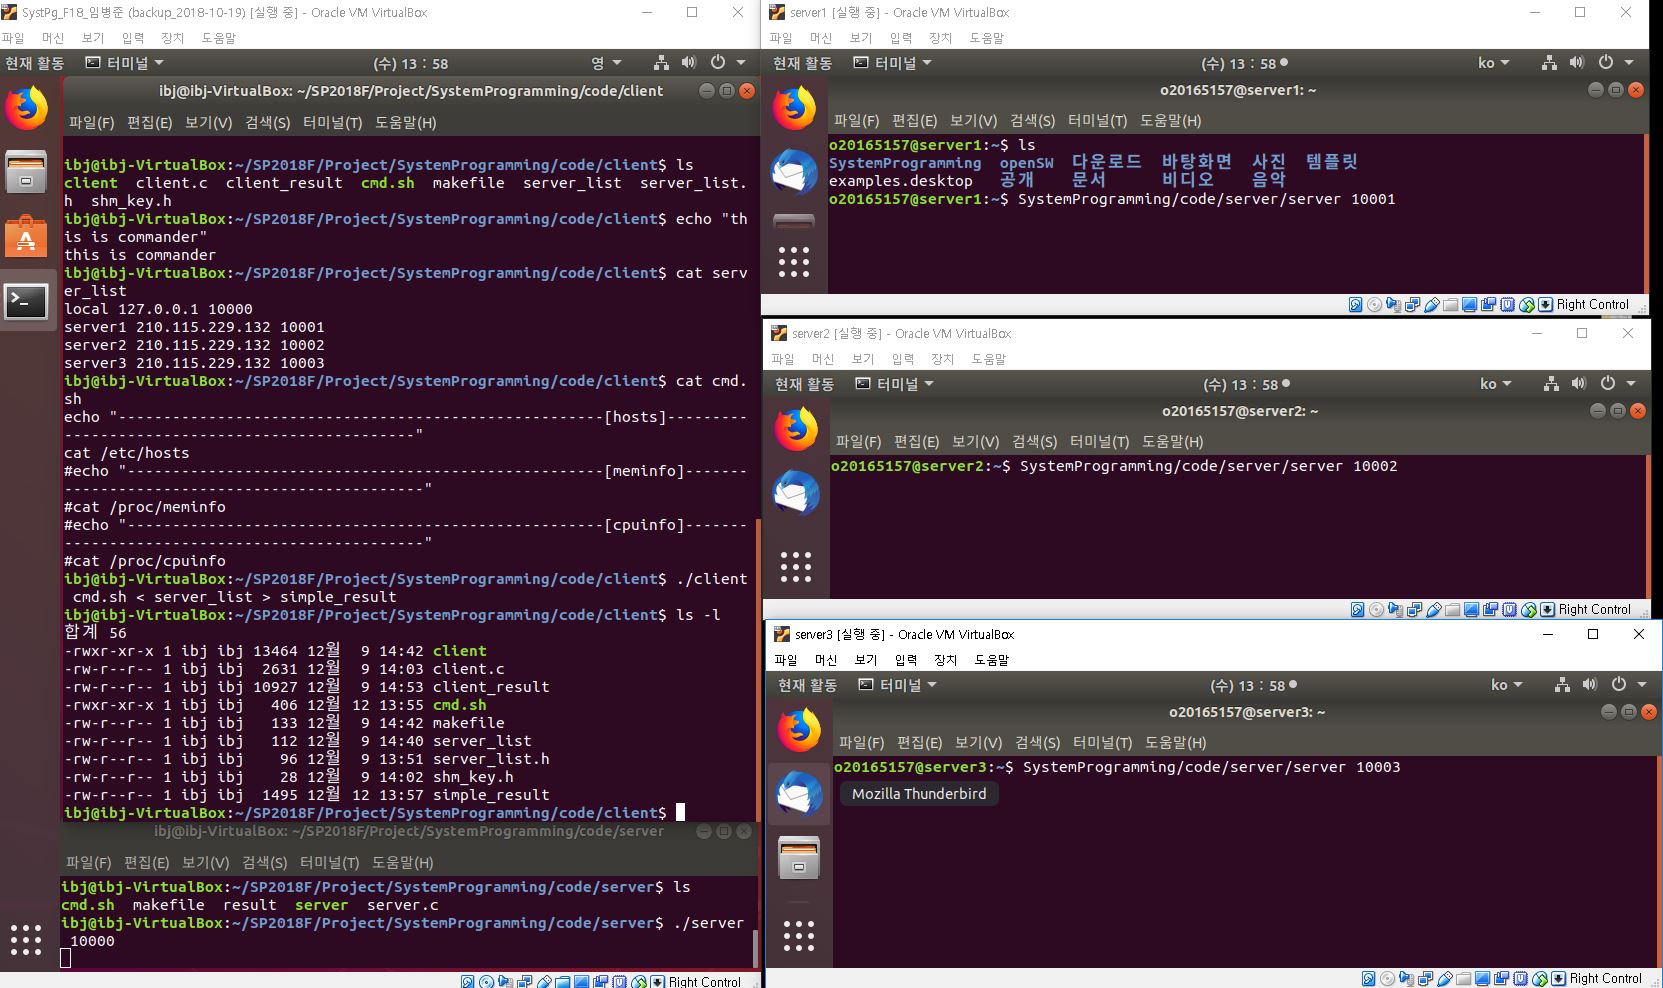 SystPg_F18_임병준 (backup_2018-10-19) [실행 중] - Oracle VM VirtualBox
파일 머신 보기 입력 장치 도움말
현재 활동 터미널 (수) 13 : 58 영
ibj@ibj-VirtualBox: ~/SP2018F/Project/SystemProgramming/code/client
파일(F) 편집(E) 보기(V) 검색(S) 터미널(T) 도움말(H)
ibj@ibj-VirtualBox:~/SP2018F/Project/SystemProgramming/code/client$ ls
client client.c client_result cmd.sh makefile server_list server_list.
h shm_key.h
ibj@ibj-VirtualBox:~/SP2018F/Project/SystemProgramming/code/client$ echo "th
is is commander"
this is commander
ibj@ibj-VirtualBox:~/SP2018F/Project/SystemProgramming/code/client$ cat serv
er_list
local 127.0.0.1 10000
server1 210.115.229.132 10001
server2 210.115.229.132 10002
server3 210.115.229.132 10003
ibj@ibj-VirtualBox:~/SP2018F/Project/SystemProgramming/code/client$ cat cmd.
sh
echo "------------------------------------------------------[hosts]---------
---------------------------------------"
cat /etc/hosts
#echo "-----------------------------------------------------[meminfo]-------
----------------------------------------"
#cat /proc/meminfo
#echo "-----------------------------------------------------[cpuinfo]-------
----------------------------------------"
#cat /proc/cpuinfo
ibj@ibj-VirtualBox:~/SP2018F/Project/SystemProgramming/code/client$ ./client
cmd.sh < server_list > simple_result
ibj@ibj-VirtualBox:~/SP2018F/Project/SystemProgramming/code/client$ ls -l
합계 56
-rwxr-xr-x 1 ibj ibj 13464 12월 9 14:42 client
-rw-r--r-- 1 ibj ibj 2631 12월 9 14:03 client.c
-rw-r--r-- 1 ibj ibj 10927 12월 9 14:53 client_result
-rwxr-xr-x 1 ibj ibj 406 12월 12 13:55 cmd.sh
-rw-r--r-- 1 ibj ibj 133 12월 9 14:42 makefile
-rw-r--r-- 1 ibj ibj 112 12월 9 14:40 server_list
-rw-r--r-- 1 ibj ibj 96 12월 9 13:51 server_list.h
-rw-r--r-- 1 ibj ibj 28 12월 9 14:02 shm_key.h
-rw-r--r-- 1 ibj ibj 1495 12월 12 13:57 simple_result
ibj@ibj-VirtualBox:~/SP2018F/Project/SystemProgramming/code/client$
ibj@ibj-VirtualBox: ~/SP2018F/Project/SystemProgramming/code/server
파일(F) 편집(E) 보기(V) 검색(S) 터미널(T) 도움말(H)
ibj@ibj-VirtualBox:~/SP2018F/Project/SystemProgramming/code/server$ ls
cmd.sh makefile result server server.c
ibj@ibj-VirtualBox:~/SP2018F/Project/SystemProgramming/code/server$ ./server
10000
Right Control
server1 [실행 중] - Oracle VM VirtualBox
파일 머신 보기 입력 장치 도움말
현재 활동 터미널 (수) 13 : 58 ko
o20165157@server1: ~
파일(F) 편집(E) 보기(V) 검색(S) 터미널(T) 도움말(H)
o20165157@server1:~$ ls
SystemProgramming openSW 다운로드 바탕화면 사진 템플릿
examples.desktop 공개 문서 비디오 음악
o20165157@server1:~$ SystemProgramming/code/server/server 10001
Right Control
server2 [실행 중] - Oracle VM VirtualBox
파일 머신 보기 입력 장치 도움말
현재 활동 터미널 (수) 13 : 58 ko
o20165157@server2: ~
파일(F) 편집(E) 보기(V) 검색(S) 터미널(T) 도움말(H)
o20165157@server2:~$ SystemProgramming/code/server/server 10002
Right Control
server3 [실행 중] - Oracle VM VirtualBox
파일 머신 보기 입력 장치 도움말
현재 활동 터미널 (수) 13 : 58 ko
o20165157@server3: ~
파일(F) 편집(E) 보기(V) 검색(S) 터미널(T) 도움말(H)
o20165157@server3:~$ SystemProgramming/code/server/server 10003
Mozilla Thunderbird
Right Control